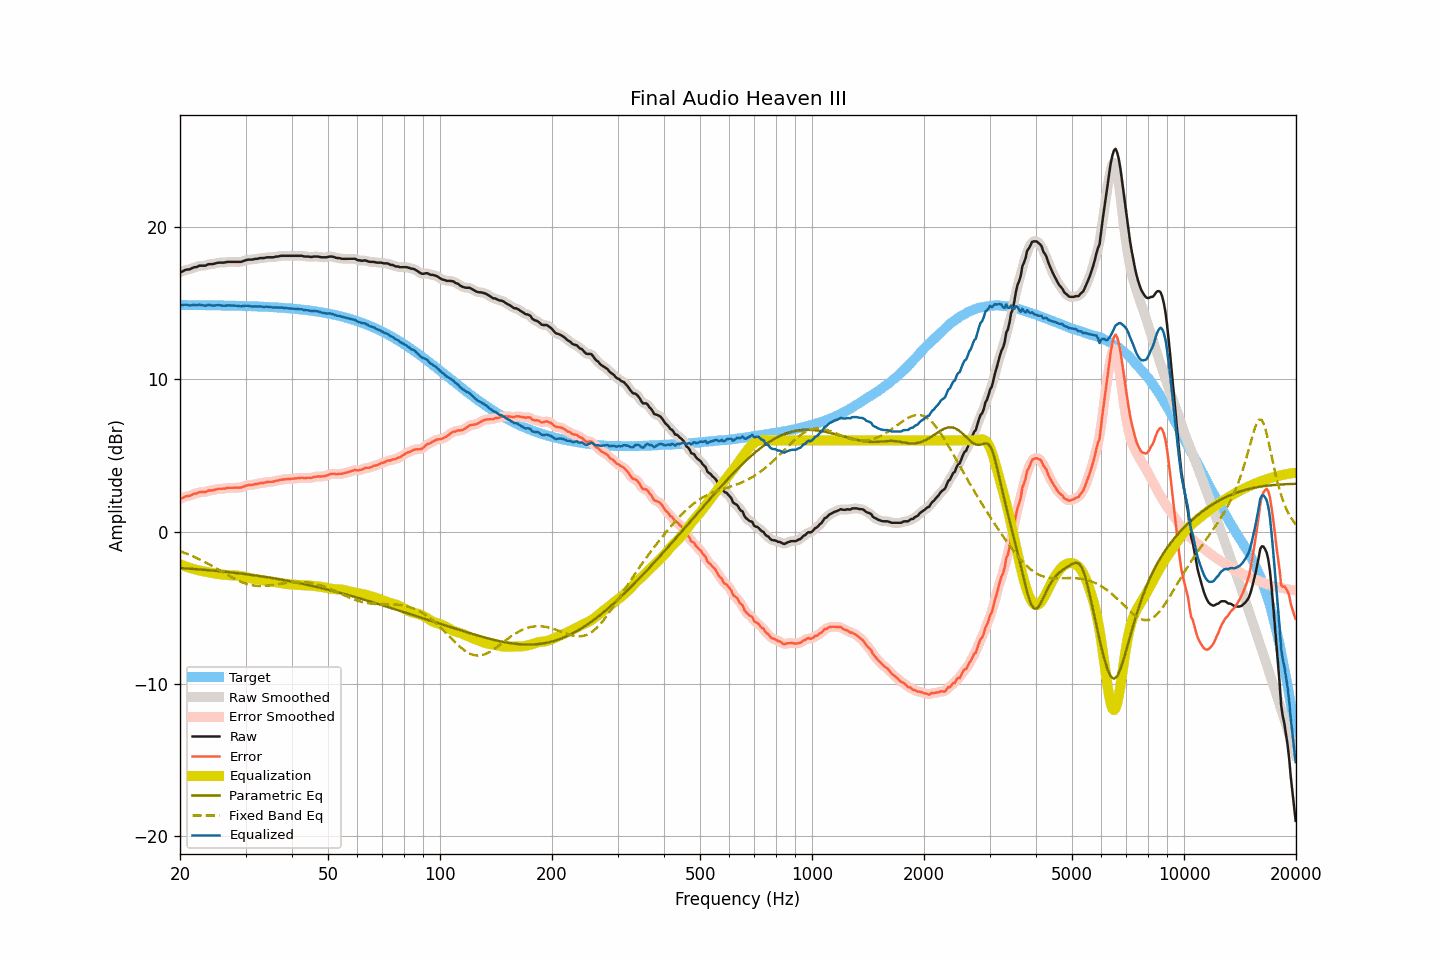 Final Audio Heaven III
20
10
0
−10
−20
Amplitude (dBr)
Target
Raw Smoothed
Error Smoothed
Raw
Error
Equalization
Parametric Eq
Fixed Band Eq
Equalized
20 50 100 200 500 1000 2000 5000 10000 20000
Frequency (Hz)